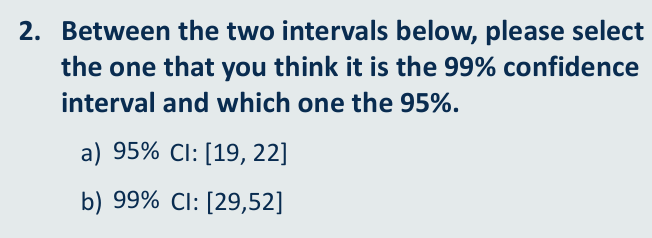 2. Between the two intervals below, please select
the one that you think it is the 99% confidence
interval and which one the 95%.
a) 95% CI: [19, 22]
b) 99% CI: [29,52]